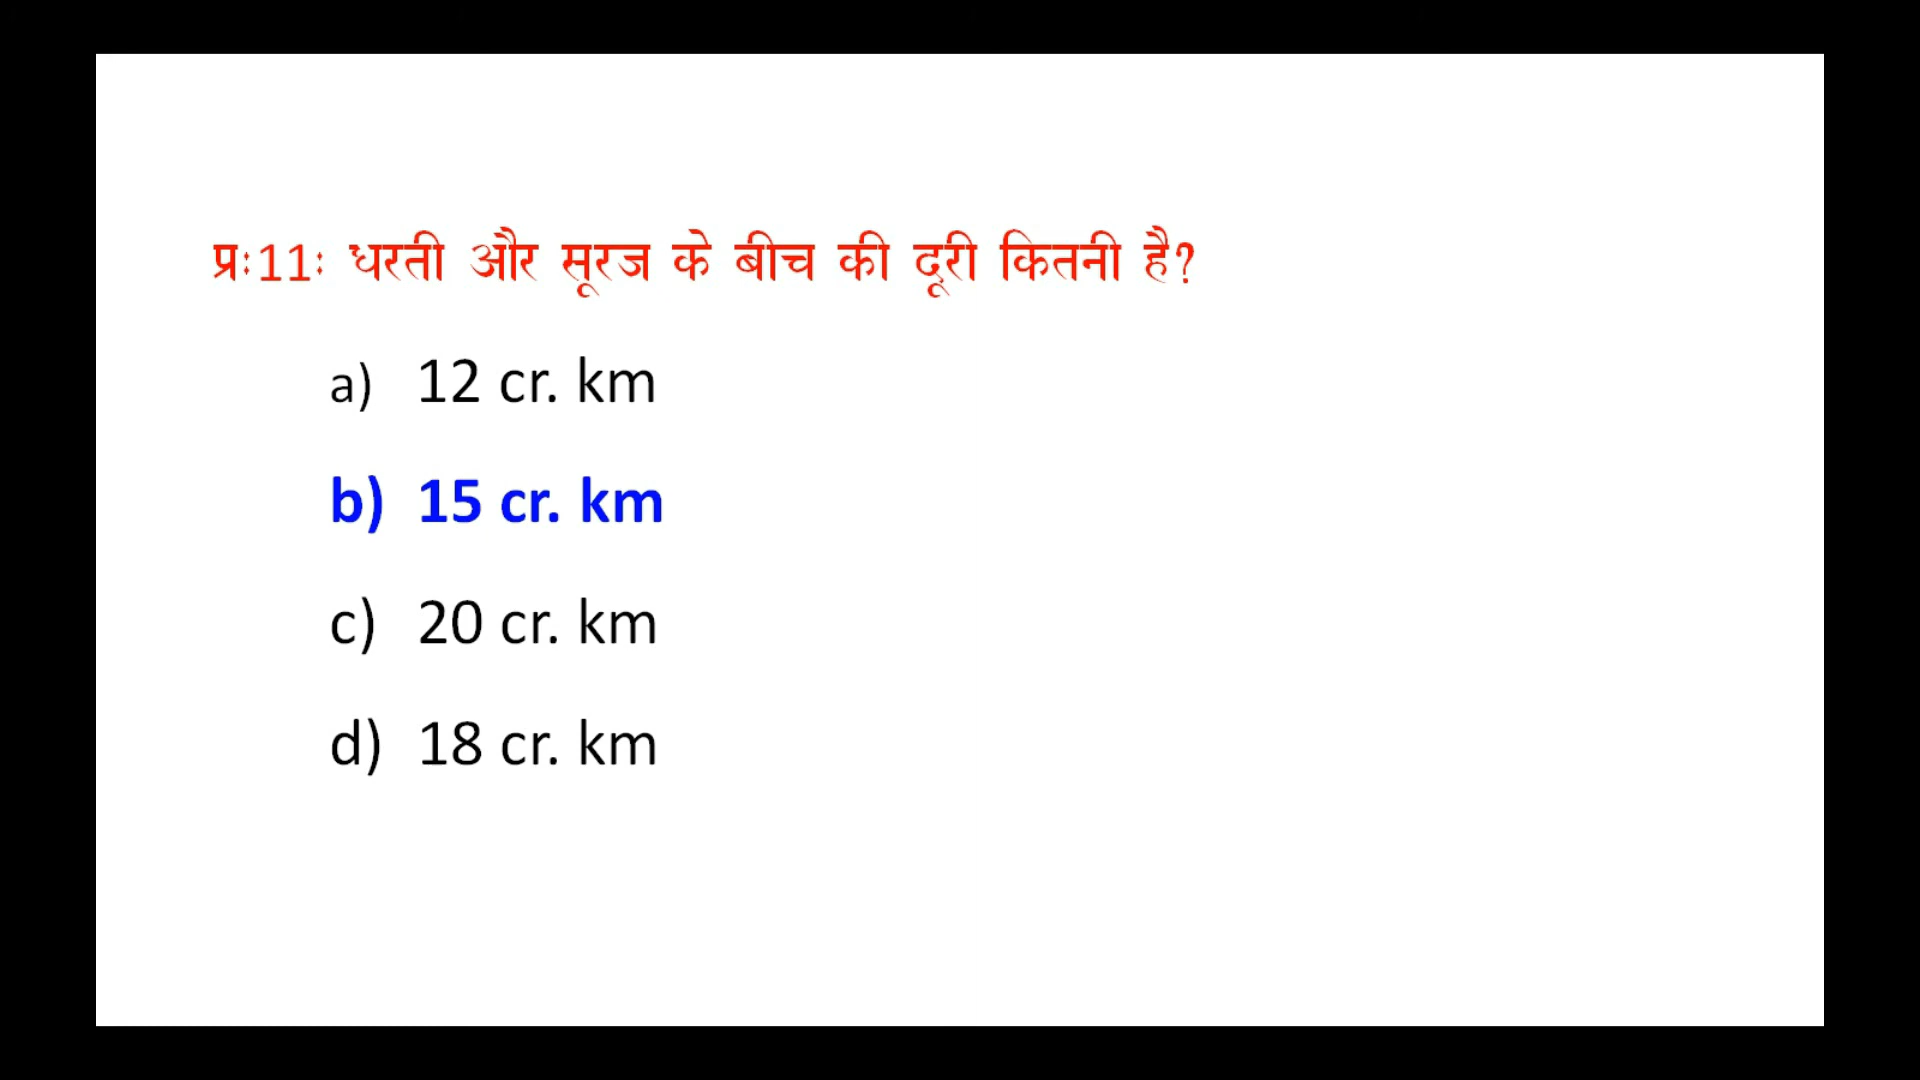 प्रः11ः धरती और सूरज के बीच की दूरी कितनी है?
a) 12 cr. km
b) 15 cr. km
c) 20 cr. km
d) 18 cr. km